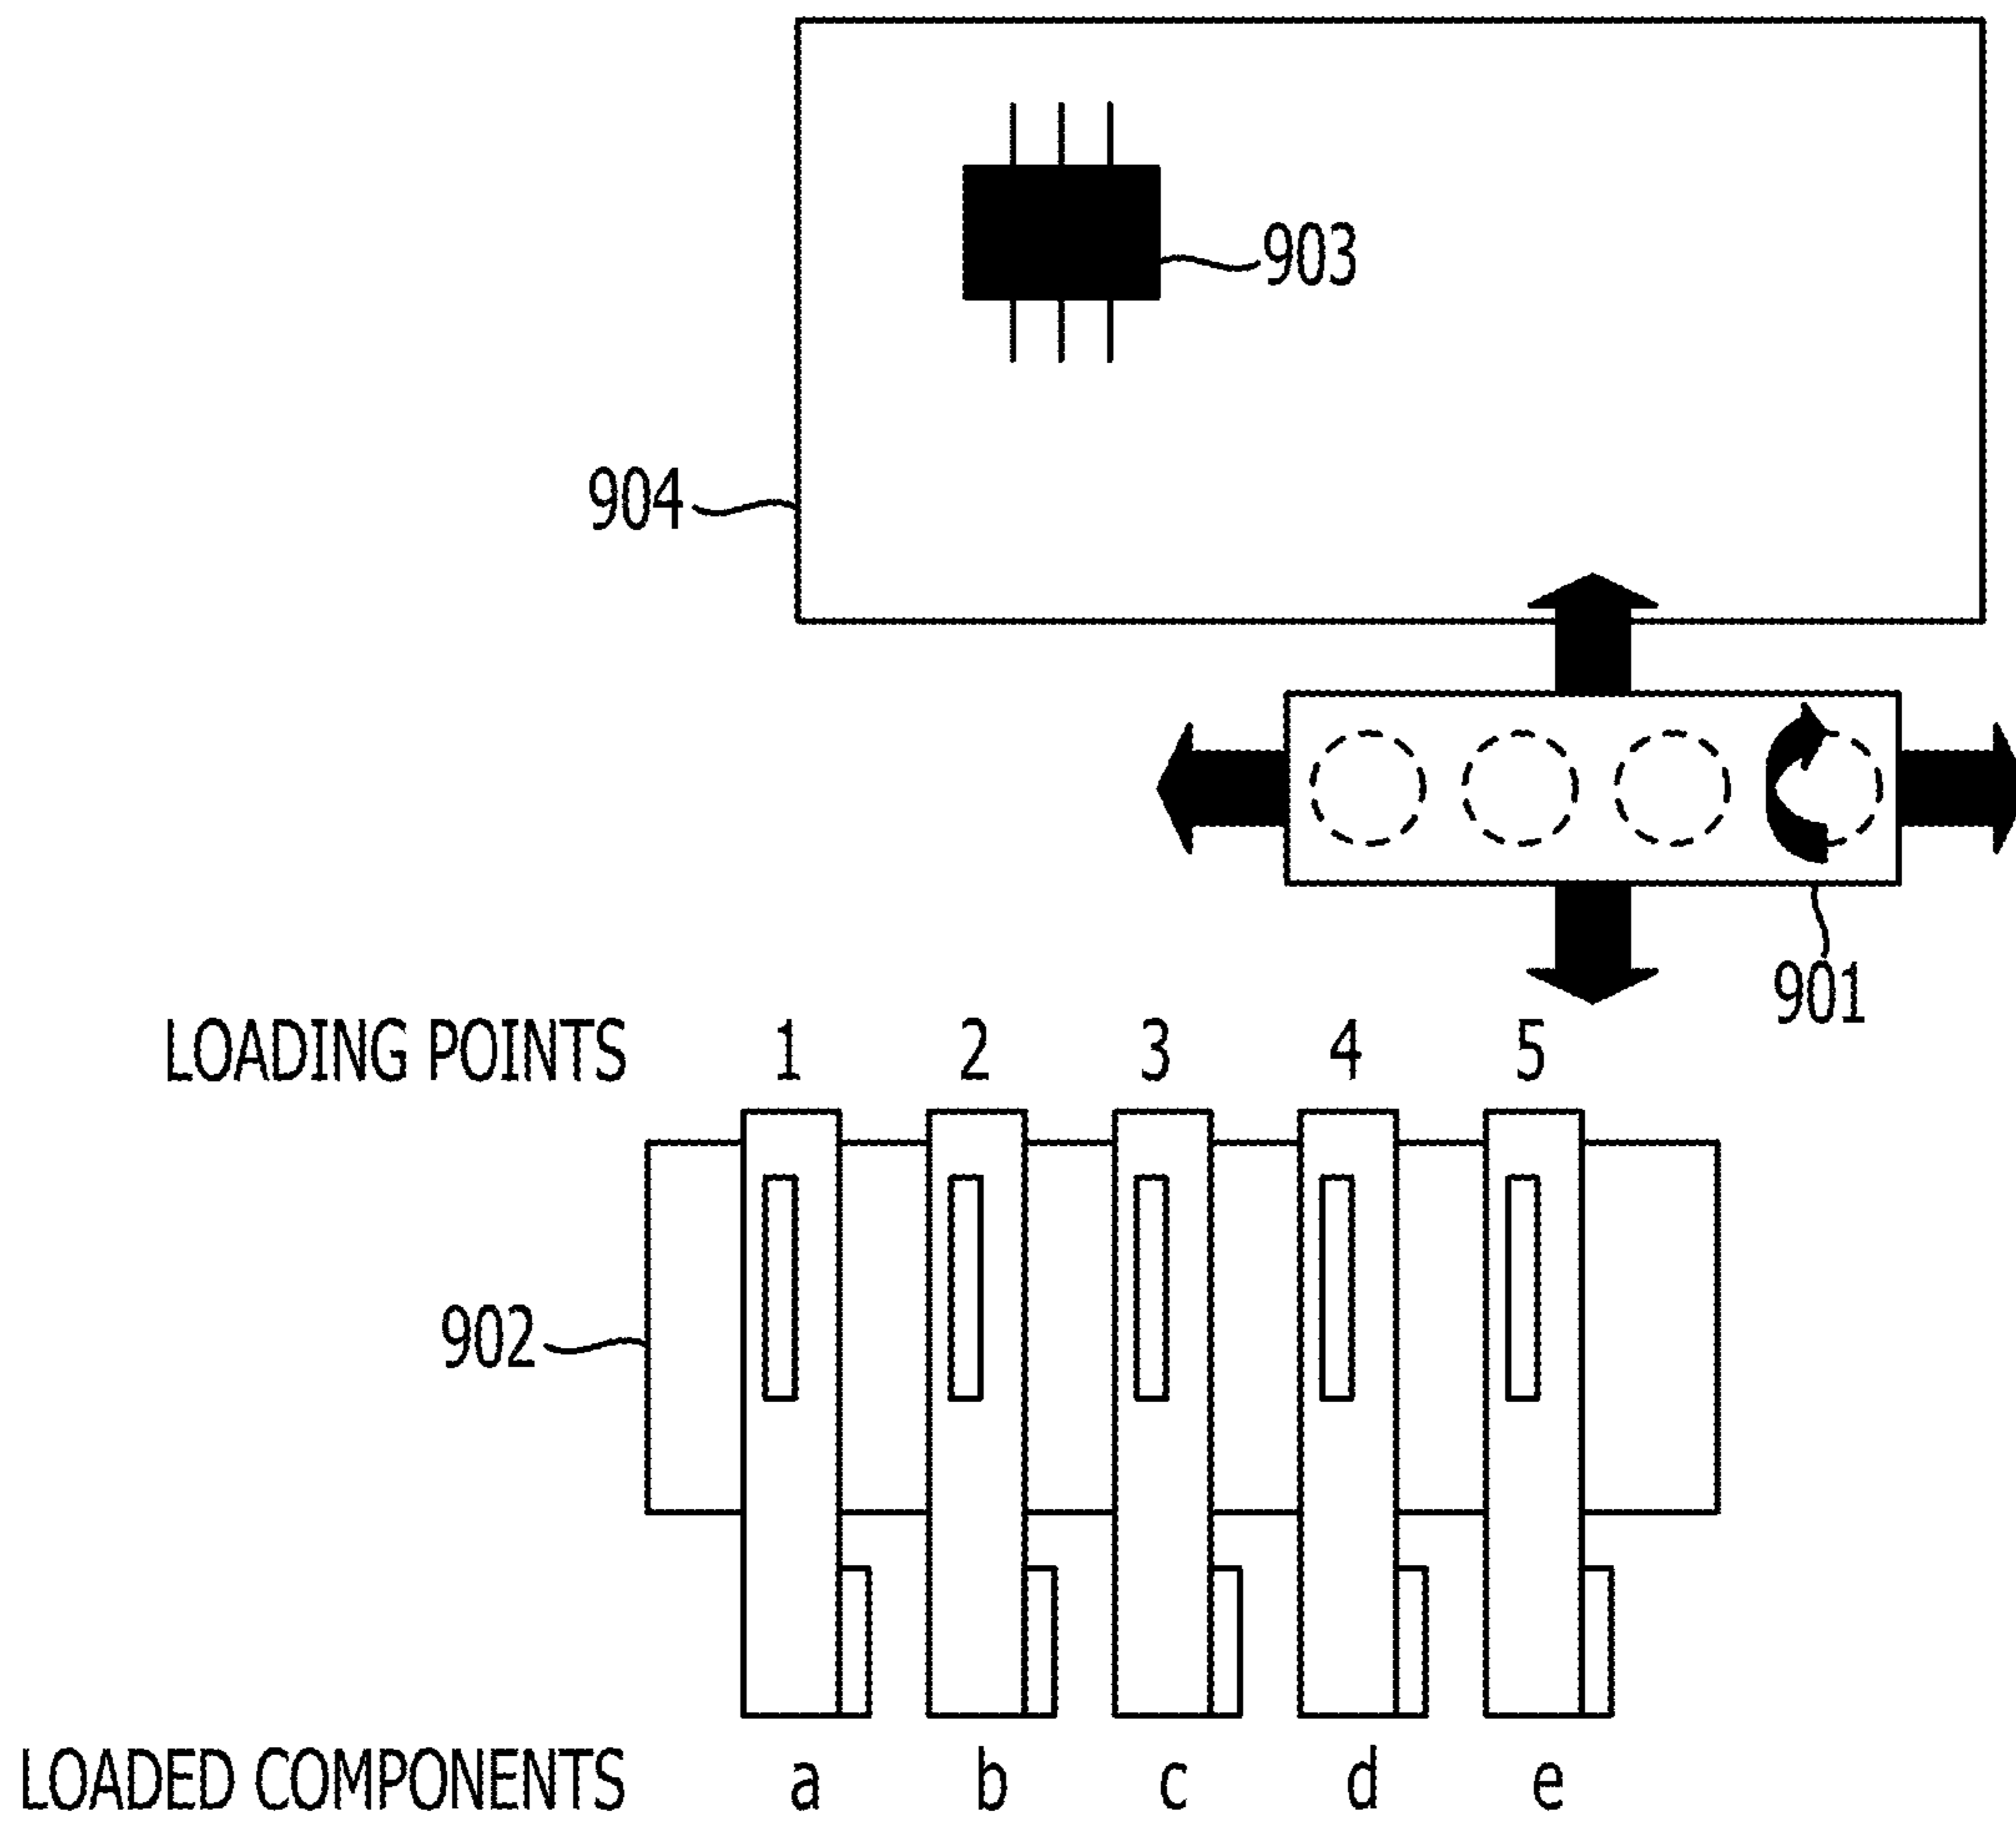 903
904
901
LOADING POINTS 1 2 3 4 5
902
LOADED COMPONENTS a b c d e